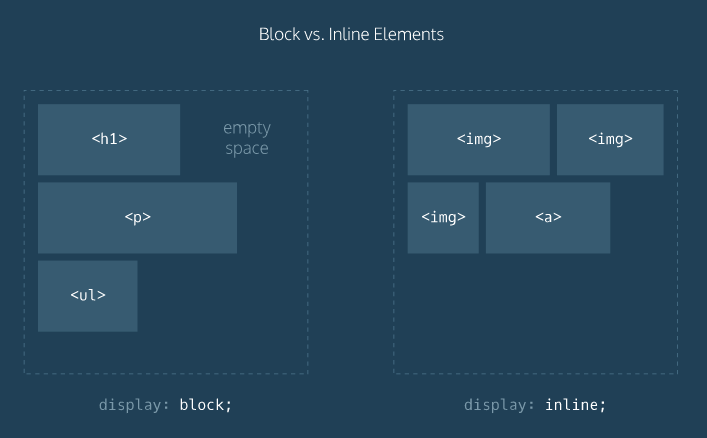 Block vs. Inline Elements
<h1>
empty
space
<p>
<ul>
display: block;
<img>
<img>
<img>
<a>
display: inline;